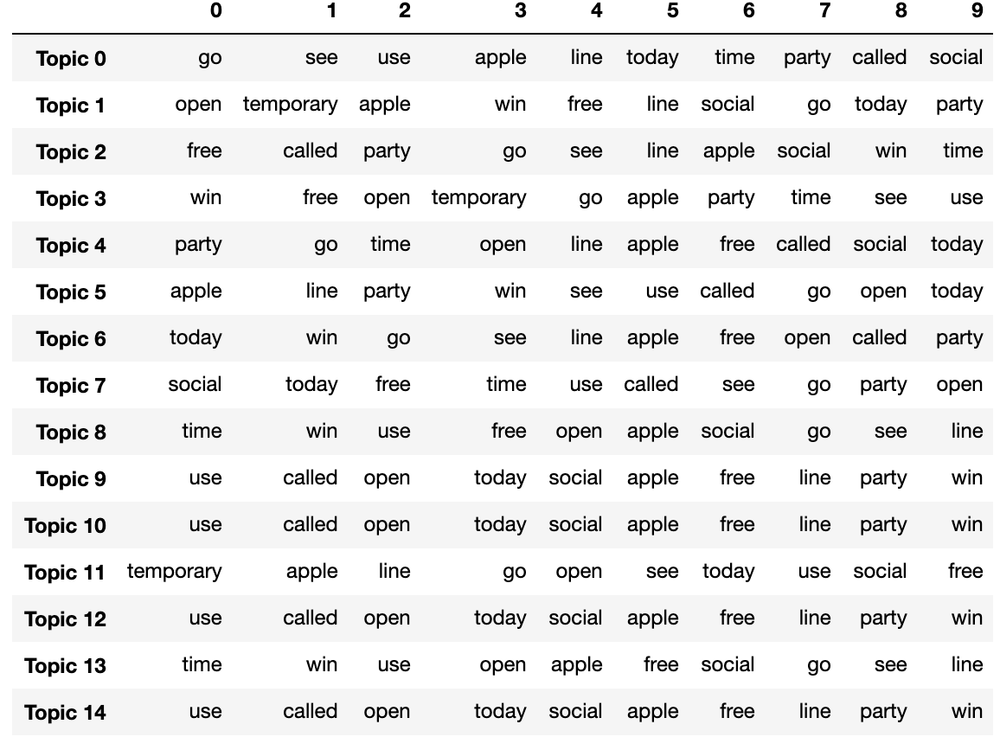 0 1 2 3 4 5 6 7 8 9
Topic 0 go see use apple line today time party called social
Topic 1 open temporary apple win free line social go today party
Topic 2 free called party go see line apple social win time
Topic 3 win free open temporary go apple party time see use
Topic 4 party go time open line apple free called social today
Topic 5 apple line party win see use called go open today
Topic 6 today win go see line apple free open called party
Topic 7 social today free time use called see go party open
Topic 8 time win use free open apple social go see line
Topic 9 use called open today social apple free line party win
Topic 10 use called open today social apple free line party win
Topic 11 temporary apple line go open see today use social free
Topic 12 use called open today social apple free line party win
Topic 13 time win use open apple free social go see line
Topic 14 use called open today social apple free line party win